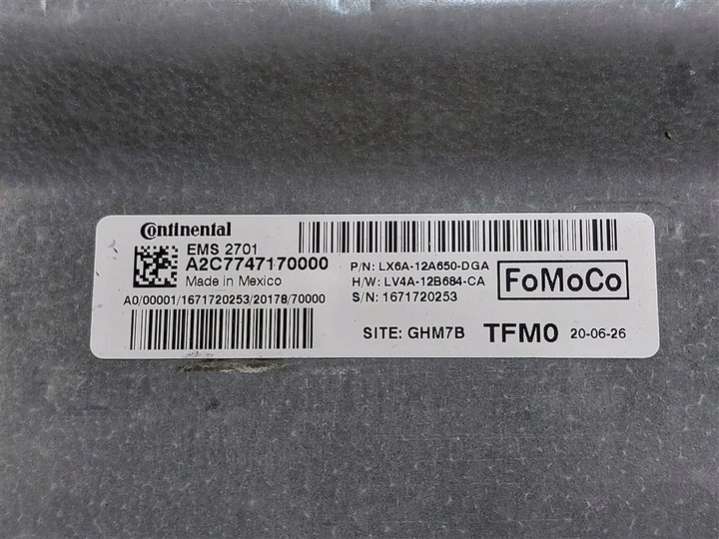 Continental
EMS 2701
A2C7747170000
Made in Mexico
A0/00001/1671720253/20178/70000
P/N: LX6A-12A650-DGA
H/W: LV4A-12B684-CA
S/N: 1671720253
FoMoCo
SITE: GHM7B TFM0 20-06-26